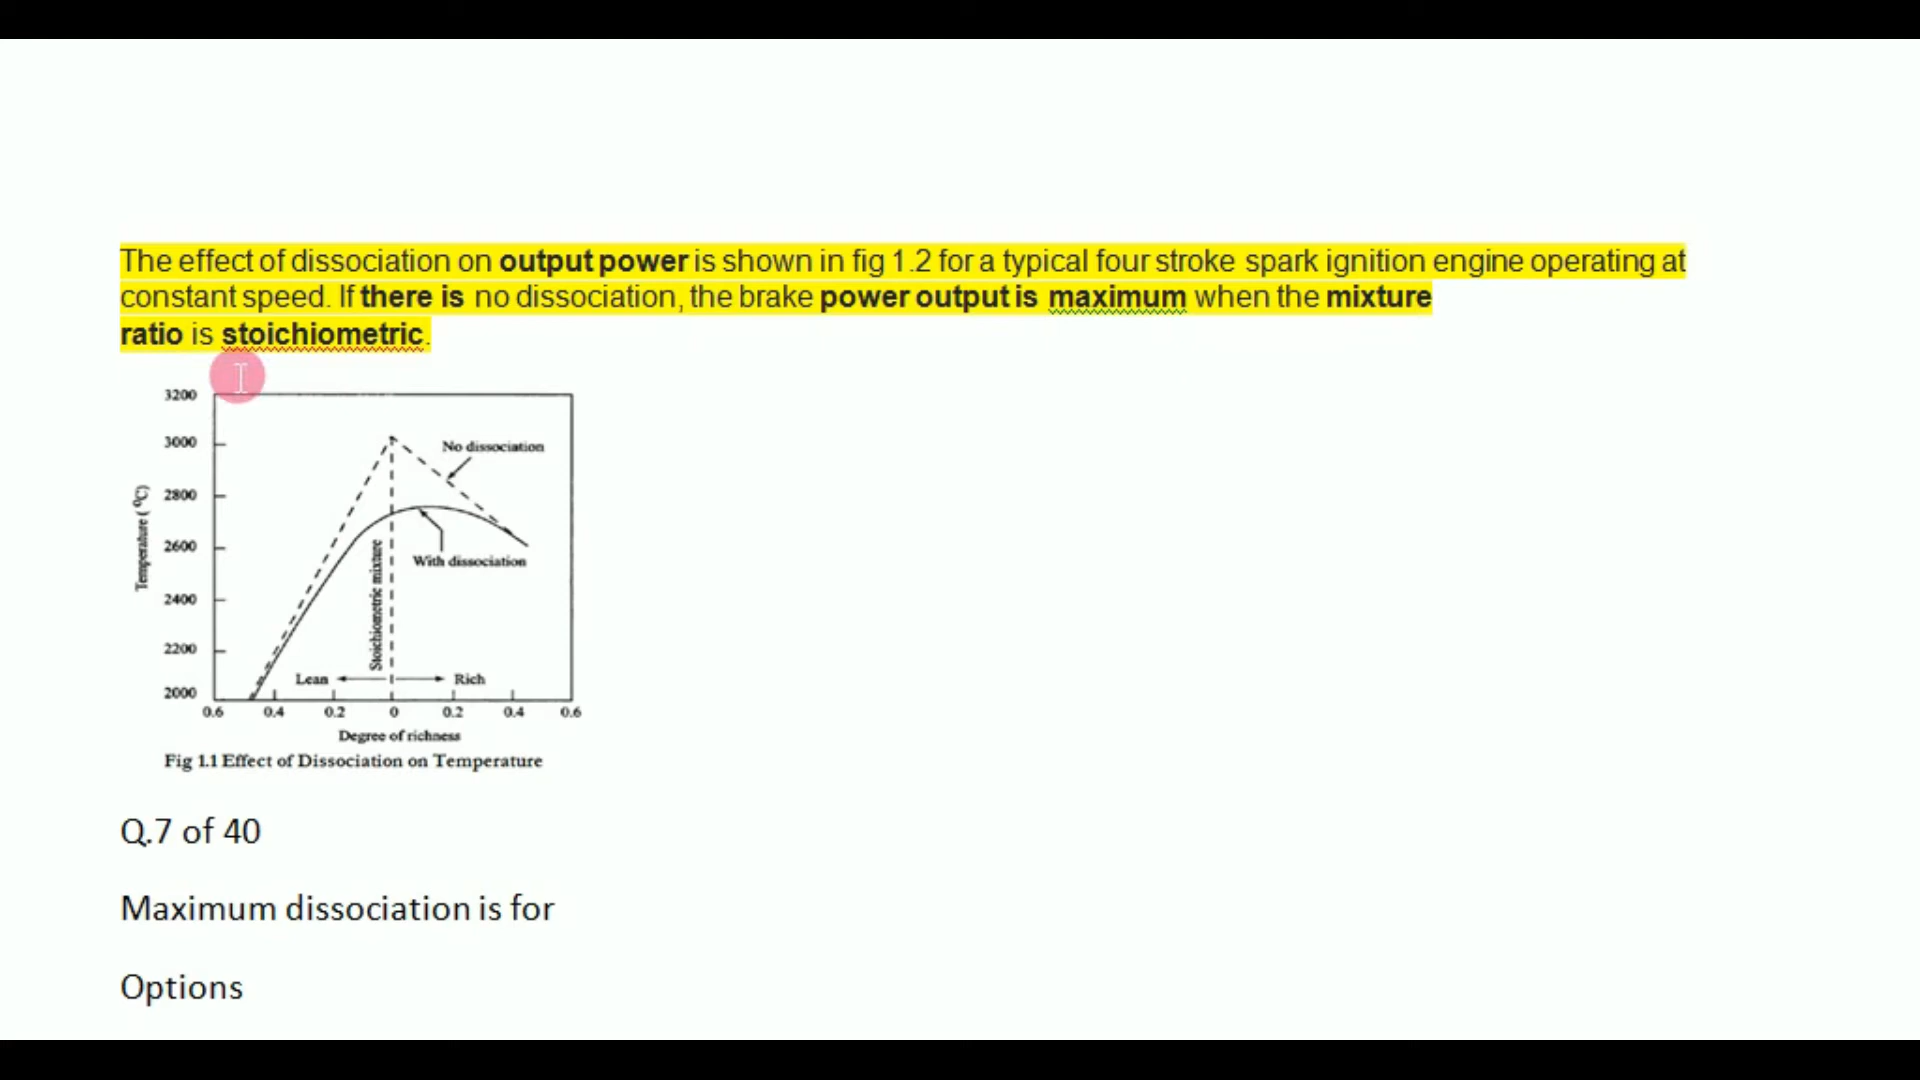 The effect of dissociation on output power is shown in fig 1.2 for a typical four stroke spark ignition engine operating at
constant speed. If there is no dissociation, the brake power output is maximum when the mixture
ratio is stoichiometric.
3200
3000
2800
2600
2400
2200
2000
Temperature (⁰C)
No dissociation
With dissociation
Stoichiometric mixture
Lean
Rich
0.6 0.4 0.2 0 0.2 0.4 0.6
Degree of richness
Fig 1.1 Effect of Dissociation on Temperature
Q.7 of 40
Maximum dissociation is for
Options